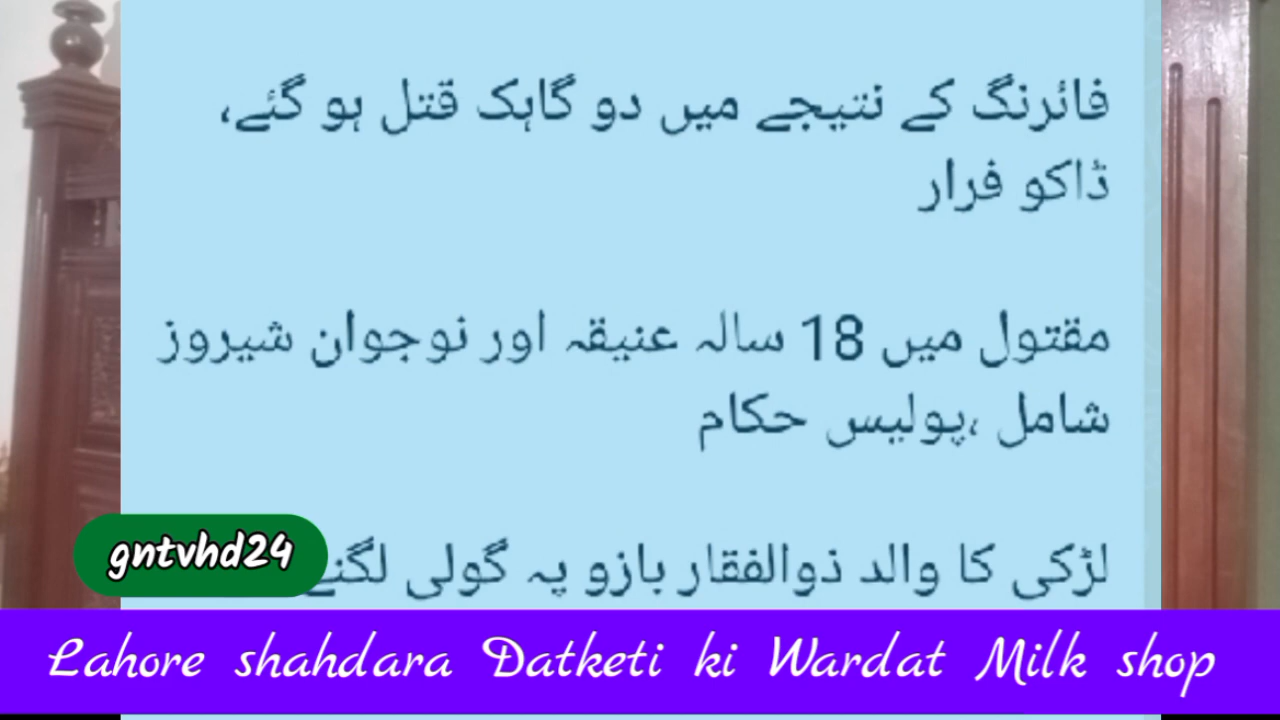 فائرنگ کے نتیجے میں دو گاہک قتل ہو گئے،
ڈاکو فرار
مقتول میں 18 سالہ عنیقہ اور نوجوان شیروز
شامل ،پولیس حکام
لڑکی کا والد ذوالفقار بازو پہ گولی لگنے
gntvhd24
Lahore shahdara Datketi ki Wardat Milk shop